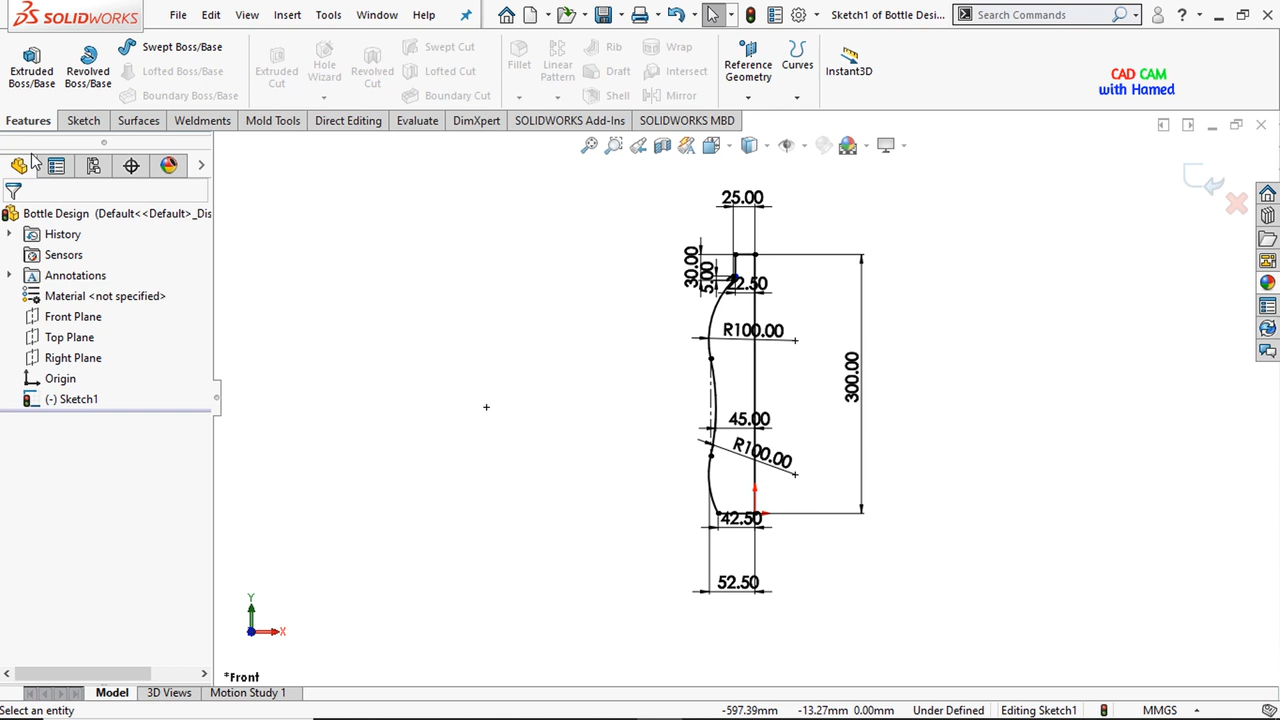 SOLIDWORKS
File Edit View Insert Tools Window Help
Sketch1 of Bottle Desi...
Search Commands
Extruded Boss/Base
Revolved Boss/Base
Swept Boss/Base
Lofted Boss/Base
Boundary Boss/Base
Extruded Cut
Hole Wizard
Revolved Cut
Swept Cut
Lofted Cut
Boundary Cut
Fillet
Linear Pattern
Rib
Draft
Shell
Wrap
Intersect
Mirror
Reference Geometry
Curves
Instant3D
CAD CAM
with Hamed
Features Sketch Surfaces Weldments Mold Tools Direct Editing Evaluate DimXpert SOLIDWORKS Add-Ins SOLIDWORKS MBD
Bottle Design (Default<<Default>_Dis
History
Sensors
Annotations
Material <not specified>
Front Plane
Top Plane
Right Plane
Origin
(-) Sketch1
25.00
30.00
5.00
22.50
R100.00
300.00
45.00
R100.00
42.50
52.50
Y
X
*Front
Model 3D Views Motion Study 1
Select an entity
-597.39mm -13.27mm 0.00mm Under Defined Editing Sketch1 MMGS